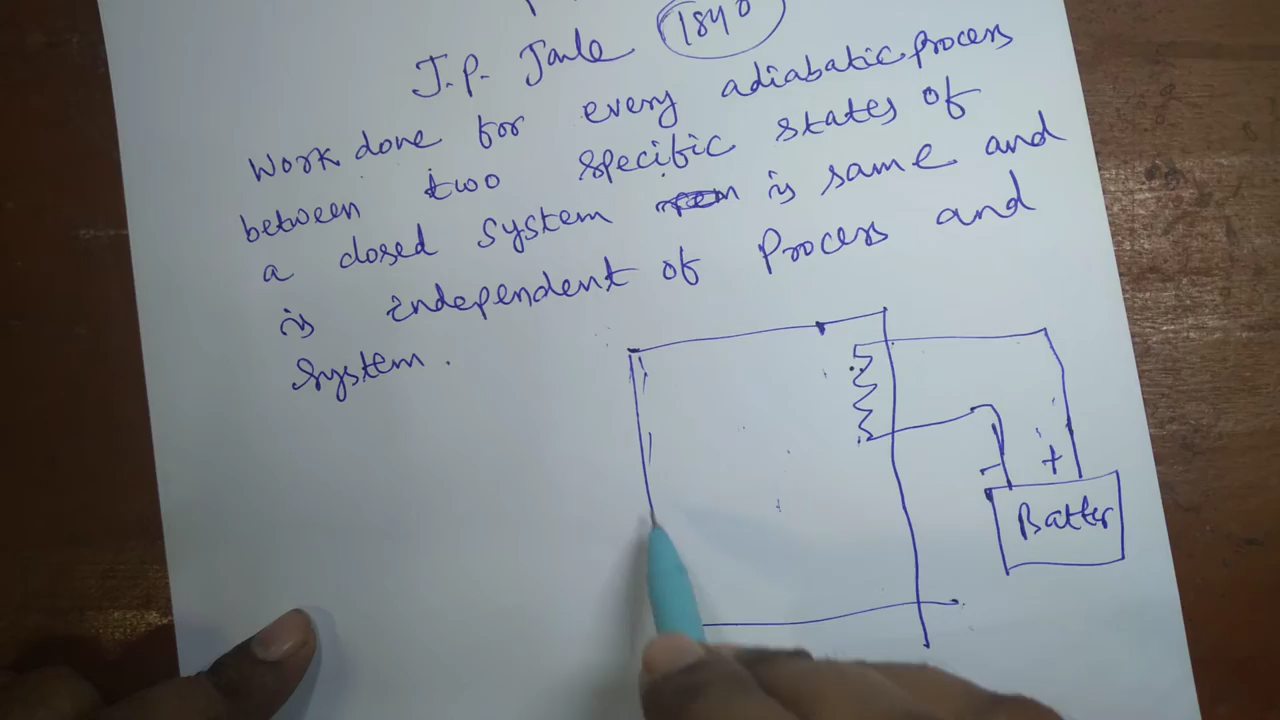 J.P. Joule 1840
Work done for every adiabatic process
between two specific states of
a closed system is same and
is independent of Process and
System.
- +
Batter